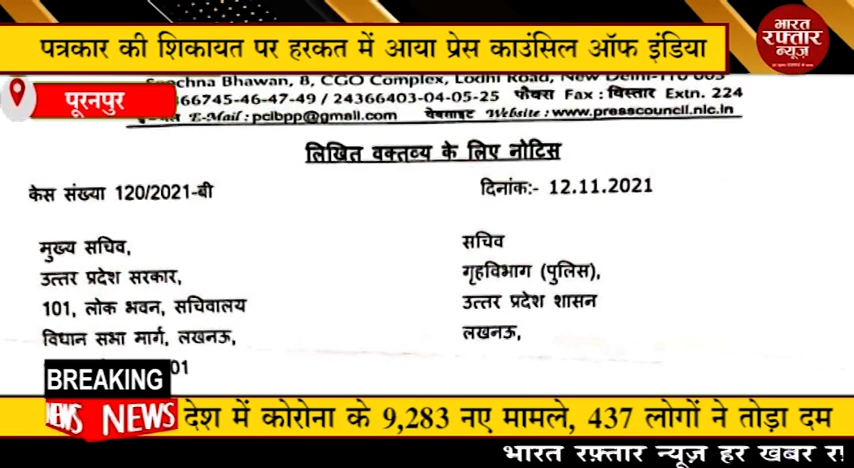 पत्रकार की शिकायत पर हरकत में आया प्रेस काउंसिल ऑफ इंडिया
भारत
रफ़्तार
न्यूज़
Soochna Bhawan, 8, CGO Complex, Lodhi Road, New Delhi-110 003
पूरनपुर
366745-46-47-49 / 24366403-04-05-25 फैक्स Fax : विस्तार Extn. 224
E-Mail : pcibpp@gmail.com वेबसाइट Website : www.presscouncil.nic.in
लिखित वक्तव्य के लिए नोटिस
केस संख्या 120/2021-बी
दिनांक:- 12.11.2021
मुख्य सचिव,
उत्तर प्रदेश सरकार,
101, लोक भवन, सचिवालय
विधान सभा मार्ग, लखनऊ,
01
सचिव
गृहविभाग (पुलिस),
उत्तर प्रदेश शासन
लखनऊ,
BREAKING
NEWS NEWS
देश में कोरोना के 9,283 नए मामले, 437 लोगों ने तोड़ा दम
भारत रफ़्तार न्यूज़ हर खबर